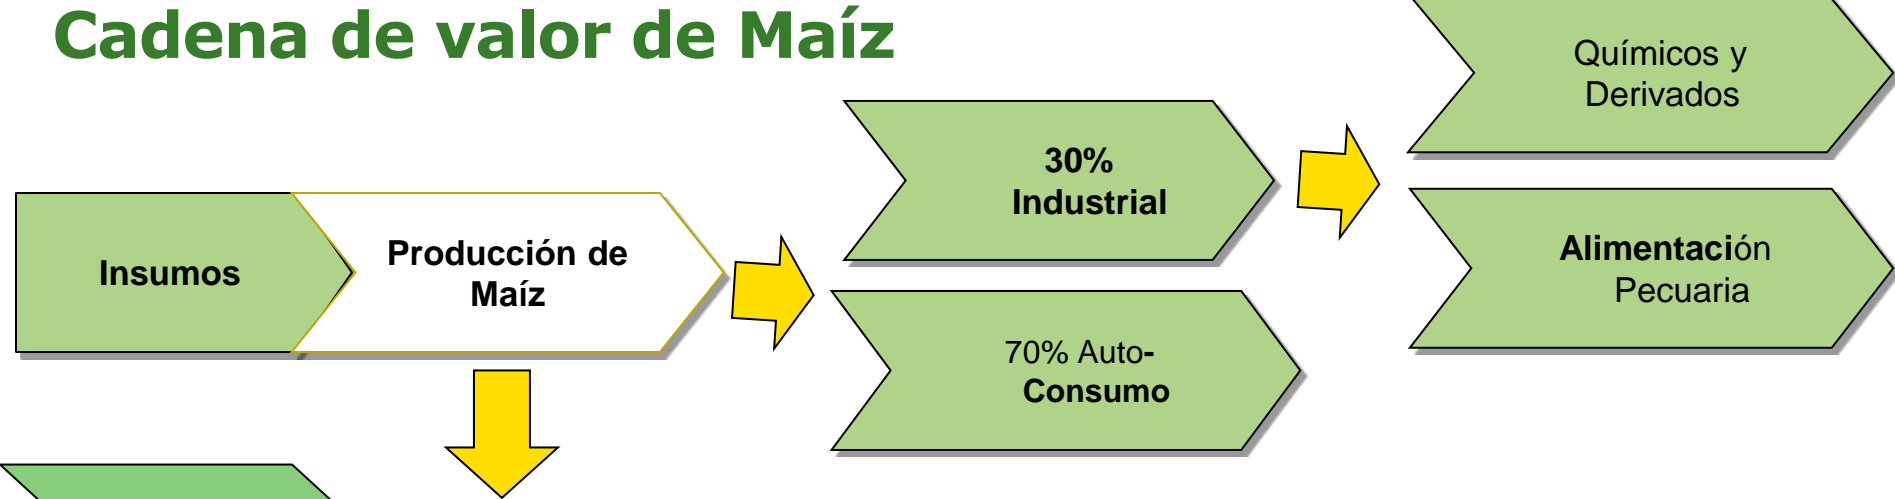 Cadena de valor de Maíz
Químicos y
Derivados
30%
Industrial
Insumos
Producción de
Maíz
Alimentación
Pecuaria
70% Auto-
Consumo